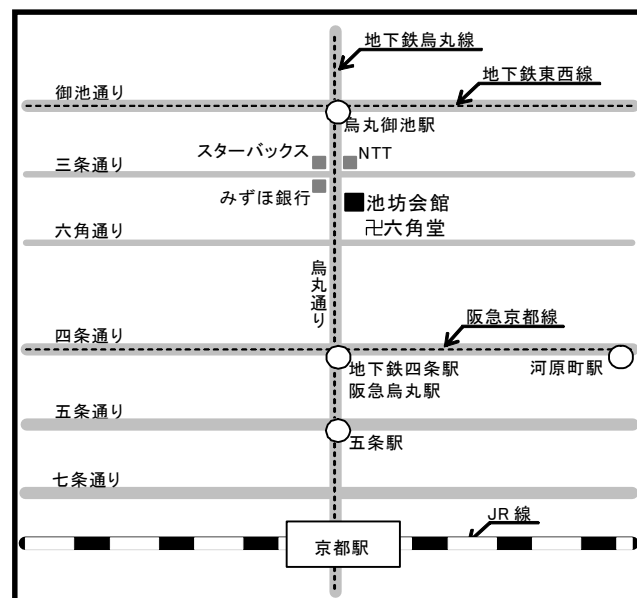 地下鉄烏丸線
地下鉄東西線
御池通り
烏丸御池駅
スターバックス
NTT
三条通り
みずほ銀行
池坊会館
卍六角堂
六角通り
烏丸通り
阪急京都線
四条通り
地下鉄四条駅
阪急烏丸駅
河原町駅
五条通り
五条駅
七条通り
JR線
京都駅